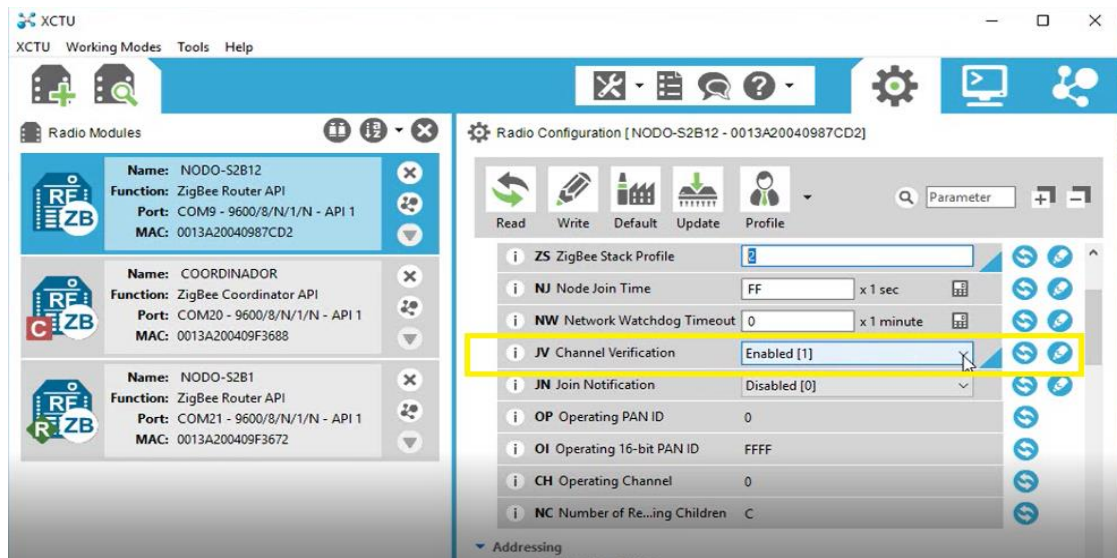 XCTU
XCTU Working Modes Tools Help
Radio Modules
Name: NODO-S2B12
Function: ZigBee Router API
Port: COM9 - 9600/8/N/1/N - API 1
MAC: 0013A20040987CD2
RF
ZB
Name: COORDINADOR
Function: ZigBee Coordinator API
Port: COM20 - 9600/8/N/1/N - API 1
MAC: 0013A200409F3688
RF
C ZB
Name: NODO-S2B1
Function: ZigBee Router API
Port: COM21 - 9600/8/N/1/N - API 1
MAC: 0013A200409F3672
RF
R ZB
Radio Configuration [ NODO-S2B12 - 0013A20040987CD2]
Read Write Default Update Profile
Parameter
i ZS ZigBee Stack Profile 2
i NJ Node Join Time FF x 1 sec
i NW Network Watchdog Timeout 0 x 1 minute
i JV Channel Verification Enabled [1]
i JN Join Notification Disabled [0]
i OP Operating PAN ID 0
i OI Operating 16-bit PAN ID FFFF
i CH Operating Channel 0
i NC Number of Re...ing Children C
Addressing